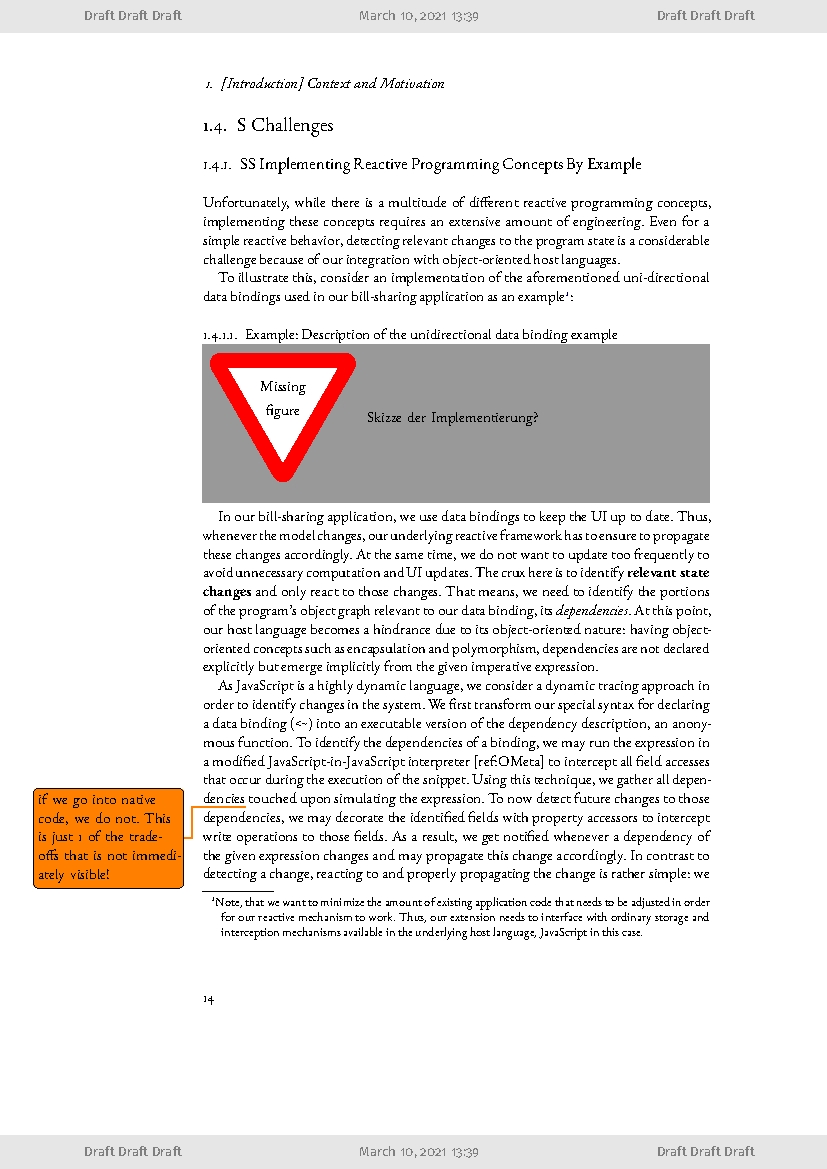 Draft Draft Draft March 10, 2021 13:39 Draft Draft Draft
1. [Introduction] Context and Motivation
1.4. S Challenges
1.4.1. SS Implementing Reactive Programming Concepts By Example
Unfortunately, while there is a multitude of different reactive programming concepts,
implementing these concepts requires an extensive amount of engineering. Even for a
simple reactive behavior, detecting relevant changes to the program state is a considerable
challenge because of our integration with object-oriented host languages.
To illustrate this, consider an implementation of the aforementioned uni-directional
data bindings used in our bill-sharing application as an example¹:
1.4.1.1. Example: Description of the unidirectional data binding example
Missing
figure
Skizze der Implementierung?
In our bill-sharing application, we use data bindings to keep the UI up to date. Thus,
whenever the model changes, our underlying reactive framework has to ensure to propagate
these changes accordingly. At the same time, we do not want to update too frequently to
avoid unnecessary computation and UI updates. The crux here is to identify relevant state
changes and only react to those changes. That means, we need to identify the portions
of the program's object graph relevant to our data binding, its dependencies. At this point,
our host language becomes a hindrance due to its object-oriented nature: having object-
oriented concepts such as encapsulation and polymorphism, dependencies are not declared
explicitly but emerge implicitly from the given imperative expression.
As JavaScript is a highly dynamic language, we consider a dynamic tracing approach in
order to identify changes in the system. We first transform our special syntax for declaring
a data binding (<~) into an executable version of the dependency description, an anony-
mous function. To identify the dependencies of a binding, we may run the expression in
a modified JavaScript-in-JavaScript interpreter [ref:OMeta] to intercept all field accesses
that occur during the execution of the snippet. Using this technique, we gather all depen-
dencies touched upon simulating the expression. To now detect future changes to those
dependencies, we may decorate the identified fields with property accessors to intercept
write operations to those fields. As a result, we get notified whenever a dependency of
the given expression changes and may propagate this change accordingly. In contrast to
detecting a change, reacting to and properly propagating the change is rather simple: we
if we go into native
code, we do not. This
is just 1 of the trade-
offs that is not immedi-
ately visible!
¹Note, that we want to minimize the amount of existing application code that needs to be adjusted in order
for our reactive mechanism to work. Thus, our extension needs to interface with ordinary storage and
interception mechanisms available in the underlying host language, JavaScript in this case.
14
Draft Draft Draft March 10, 2021 13:39 Draft Draft Draft